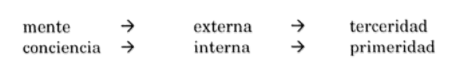 mente → externa → terceridad
conciencia → interna → primeridad